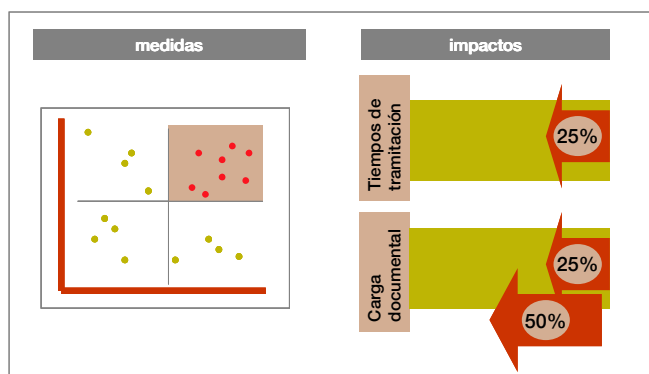 medidas
impactos
Tiempos de
tramitación
25%
Carga
documental
25%
50%